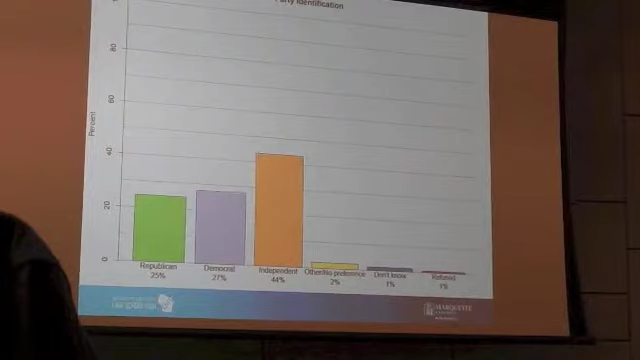 Party Identification
Percent
80
60
40
20
0
Republican
25%
Democrat
27%
Independent
44%
Other/No preference
2%
Don't know
1%
Refused
1%
MARQUETTE